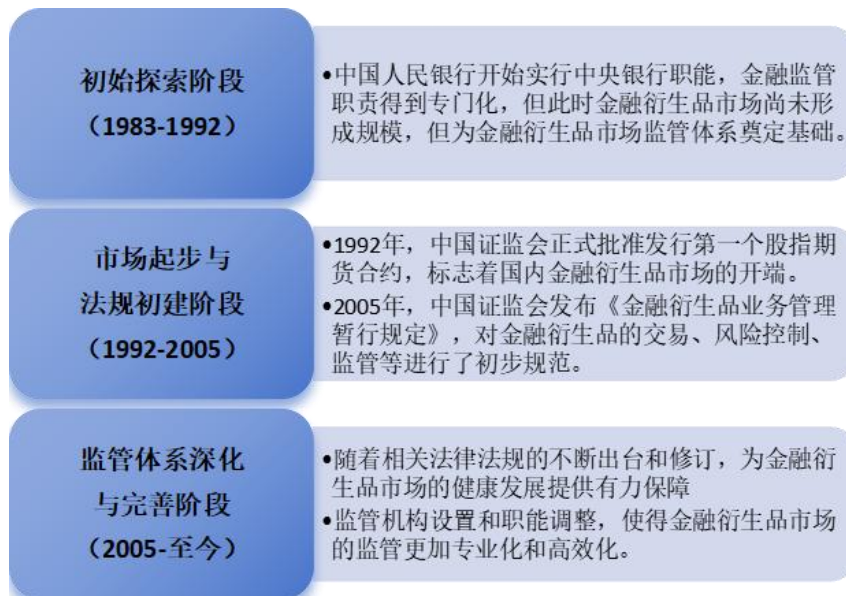 初始探索阶段
（1983-1992）
•中国人民银行开始实行中央银行职能，金融监管
职责得到专门化，但此时金融衍生品市场尚未形
成规模，但为金融衍生品市场监管体系奠定基础。
市场起步与
法规初建阶段
（1992-2005）
•1992年，中国证监会正式批准发行第一个股指期
货合约，标志着国内金融衍生品市场的开端。
•2005年，中国证监会发布《金融衍生品业务管理
暂行规定》，对金融衍生品的交易、风险控制、
监管等进行了初步规范。
监管体系深化
与完善阶段
（2005-至今）
•随着相关法律法规的不断出台和修订，为金融衍
生品市场的健康发展提供有力保障
•监管机构设置和职能调整，使得金融衍生品市场
的监管更加专业化和高效化。